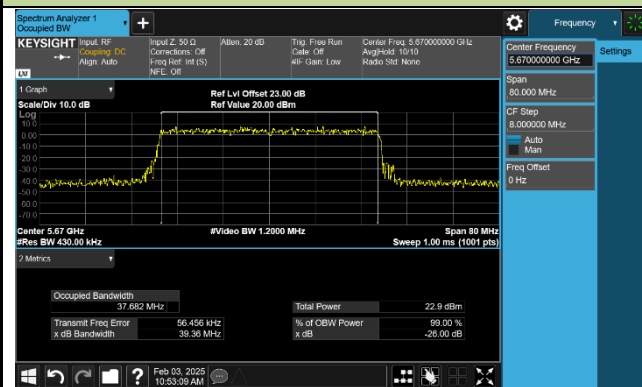 Spectrum Analyzer 1
Occupied BW
Frequency
KEYSIGHT
Input: RF
Coupling: DC
Align: Auto
Input Z: 50 Ω
Corrections: Off
Freq Ref: Int (S)
NFE: Off
Atten: 20 dB
Trig: Free Run
Gate: Off
#IF Gain: Low
Center Freq: 5.670000000 GHz
Avg|Hold: 10/10
Radio Std: None
LXI
Center Frequency
5.670000000 GHz
Settings
Span
80.000 MHz
CF Step
8.000000 MHz
Auto
Man
Freq Offset
0 Hz
1 Graph
Scale/Div 10.0 dB
Ref Lvl Offset 23.00 dB
Ref Value 20.00 dBm
Log
10.0
0.00
-10.0
-20.0
-30.0
-40.0
-50.0
-60.0
-70.0
Center 5.67 GHz
#Res BW 430.00 kHz
#Video BW 1.2000 MHz
Span 80 MHz
Sweep 1.00 ms (1001 pts)
2 Metrics
Occupied Bandwidth
37.682 MHz
Total Power 22.9 dBm
Transmit Freq Error 56.456 kHz
x dB Bandwidth 39.36 MHz
% of OBW Power 99.00 %
x dB -26.00 dB
Feb 03, 2025
10:53:09 AM